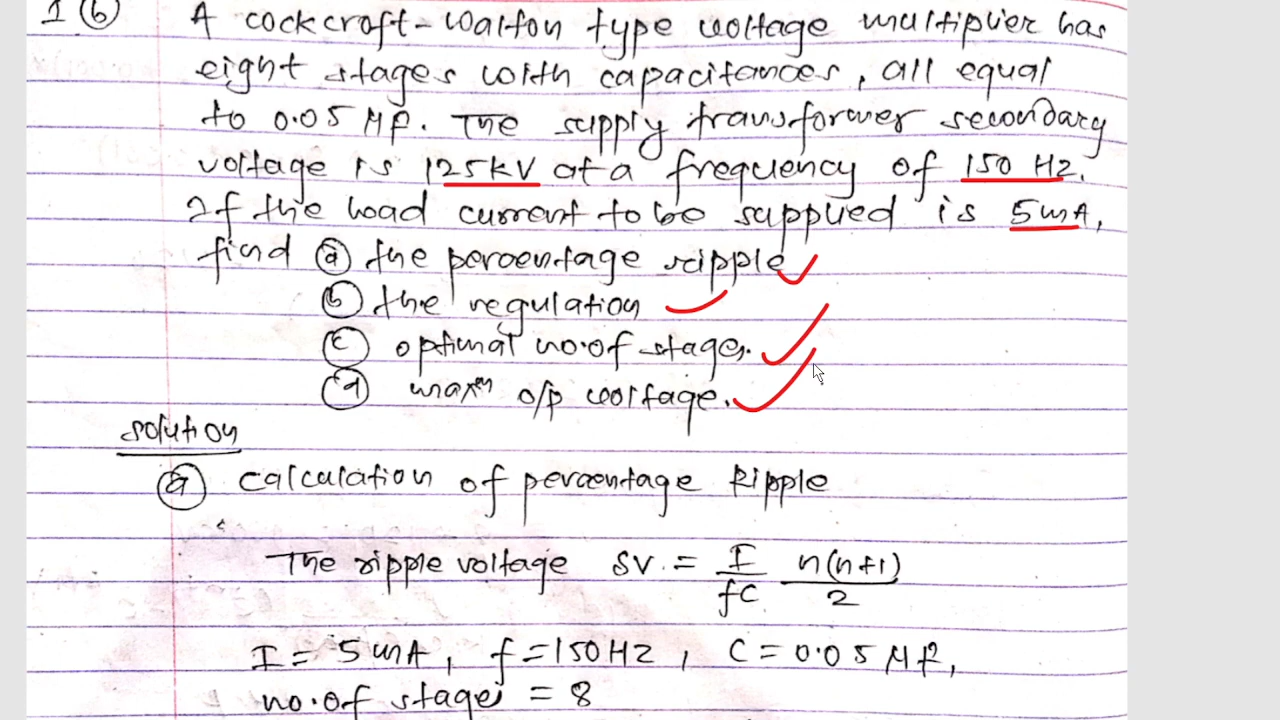 1 (b) A cockcroft-Walton type voltage multiplier has
eight stages with capacitances, all equal
to 0.05 μf. The supply transformer secondary
voltage is 125kV at a frequency of 150 Hz.
If the load current to be supplied is 5mA,
find (a) the percentage ripple
(b) the regulation
(c) optimal no.of stages.
(d) maxm o/p voltage.
solution
(a) calculation of percentage Ripple
The ripple voltage δV = I/fC n(n+1)/2
I = 5mA, f=150HZ, C = 0.05 μf,
no.of stage = 8